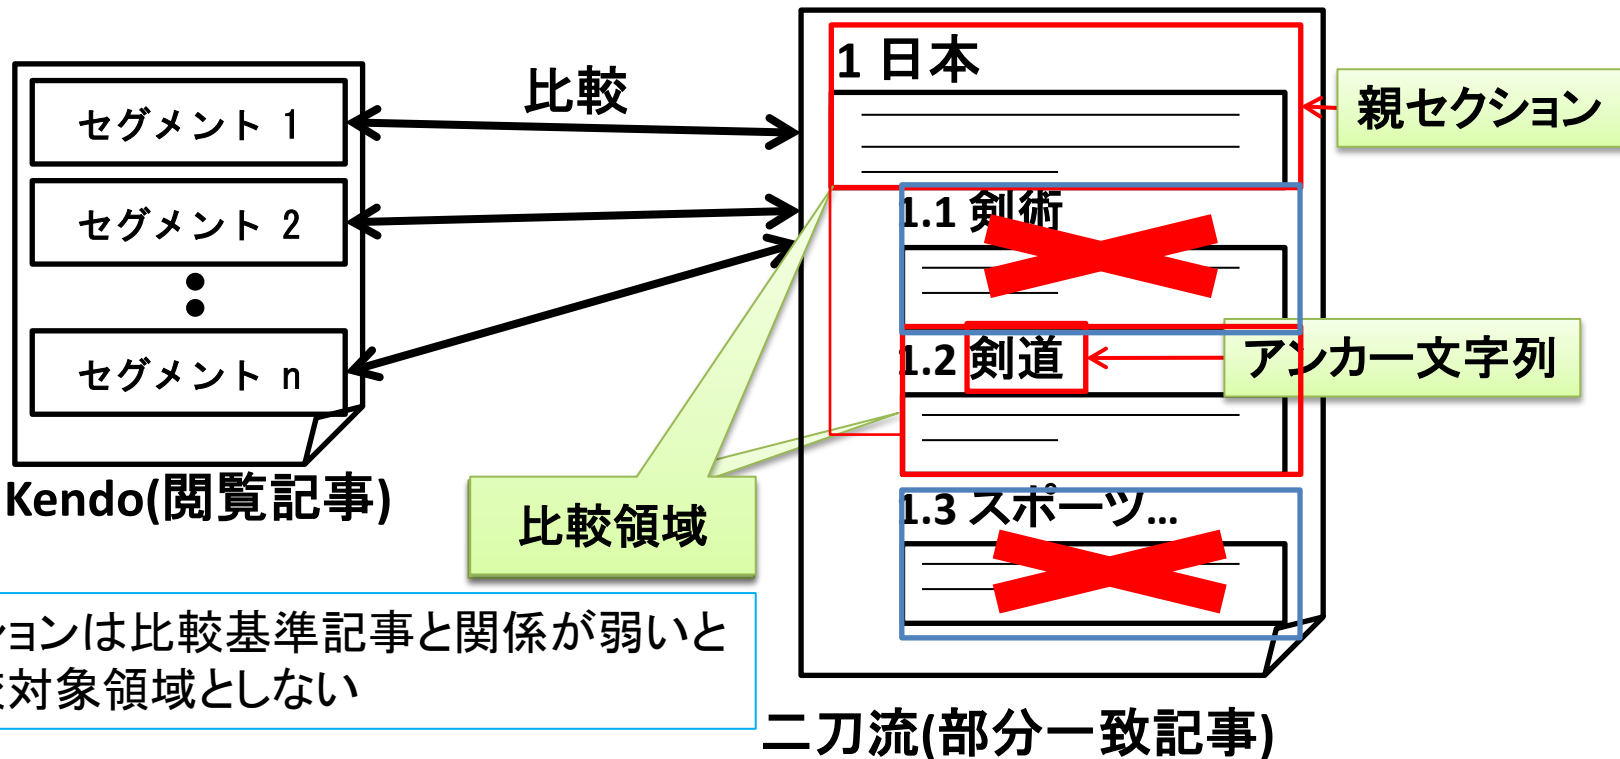 比較
セグメント 1
セグメント 2
セグメント n
Kendo(閲覧記事)
1 日本
親セクション
1.1 剣術
1.2 剣道
アンカー文字列
1.3 スポーツ…
比較領域
ションは比較基準記事と関係が弱いと
対象領域としない
二刀流(部分一致記事)